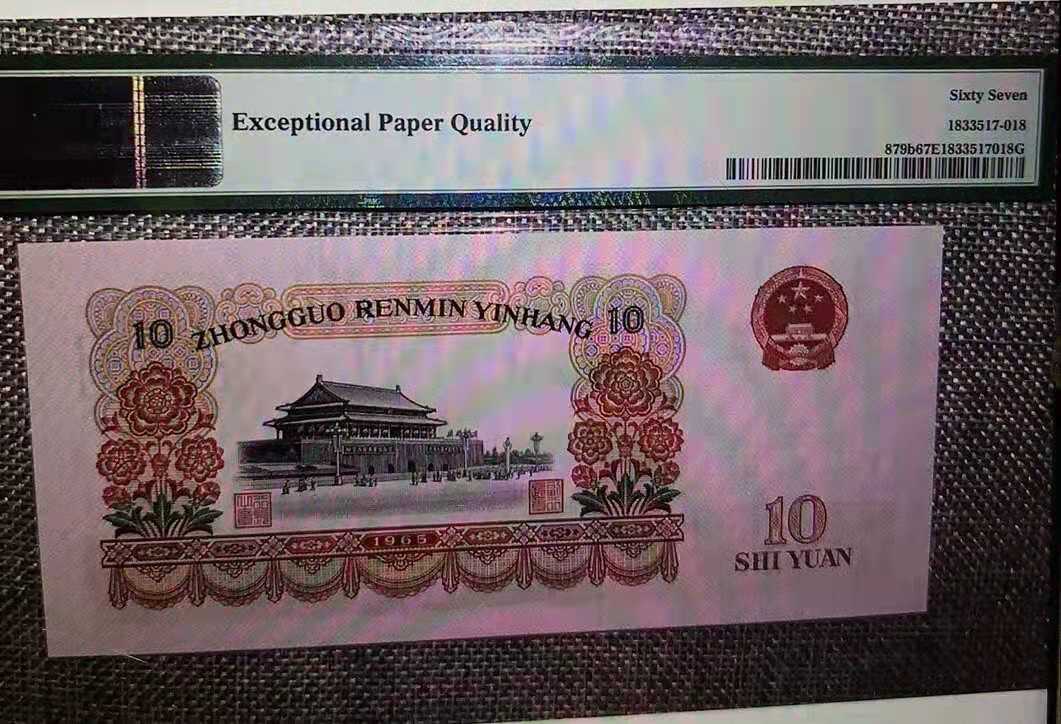 Sixty Seven
Exceptional Paper Quality
1833517-018
879b67E1833517018G
10 ZHONGGUO RENMIN YINHANG 10
1965
10
SHI YUAN